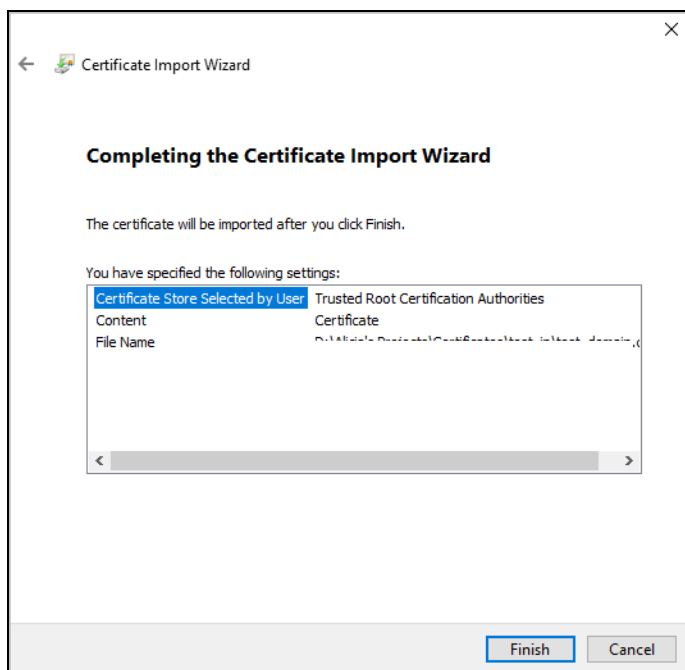 Certificate Import Wizard
Completing the Certificate Import Wizard
The certificate will be imported after you click Finish.
You have specified the following settings:
Certificate Store Selected by User Trusted Root Certification Authorities
Content Certificate
File Name
Finish Cancel